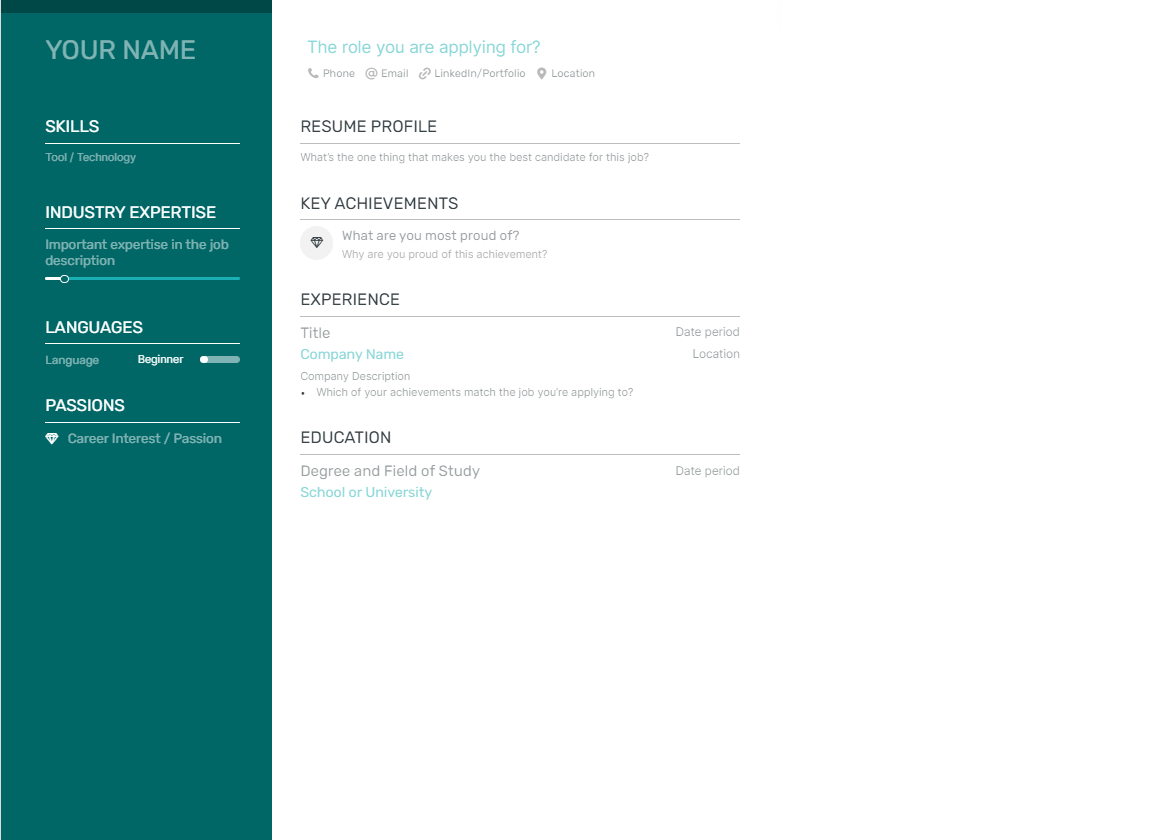 YOUR NAME
SKILLS
Tool / Technology
INDUSTRY EXPERTISE
Important expertise in the job
description
LANGUAGES
Language Beginner
PASSIONS
Career Interest / Passion
The role you are applying for?
Phone Email LinkedIn/Portfolio Location
RESUME PROFILE
What's the one thing that makes you the best candidate for this job?
KEY ACHIEVEMENTS
What are you most proud of?
Why are you proud of this achievement?
EXPERIENCE
Title Date period
Company Name Location
Company Description
• Which of your achievements match the job you're applying to?
EDUCATION
Degree and Field of Study Date period
School or University